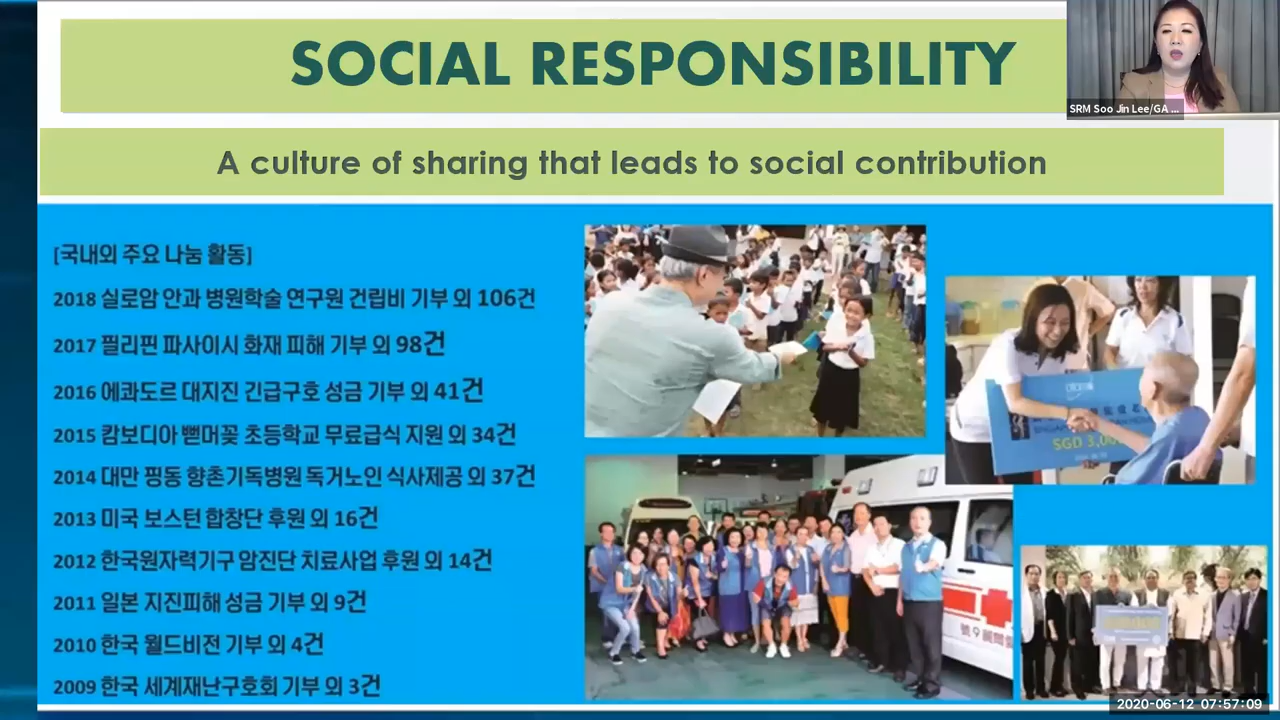 SOCIAL RESPONSIBILITY
SRM Soo Jin Lee/GA ...
A culture of sharing that leads to social contribution
[국내외 주요 나눔 활동]
2018 실로암 안과 병원학술 연구원 건립비 기부 외 106건
2017 필리핀 파사이시 화재 피해 기부 외 98건
2016 에콰도르 대지진 긴급구호 성금 기부 외 41건
2015 캄보디아 뻗머꽂 초등학교 무료급식 지원 외 34건
2014 대만 핑동 향촌기독병원 독거노인 식사제공 외 37건
2013 미국 보스턴 합창단 후원 외 16건
2012 한국원자력기구 암진단 치료사업 후원 외 14건
2011 일본 지진피해 성금 기부 외 9건
2010 한국 월드비전 기부 외 4건
2009 한국 세계재난구호회 기부 외 3건
SGD 3,00
2020-06-12 07:57:09